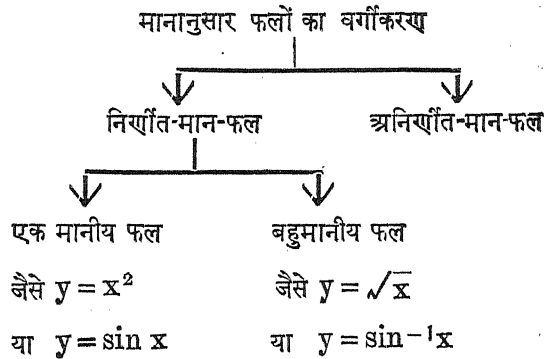 मानानुसार फलों का वर्गीकरण
निर्णीत-मान-फल अनिर्णीत-मान-फल
एक मानीय फल बहुमानीय फल
जैसे y = x² जैसे y = √x
या y = sin x या y = sin⁻¹x